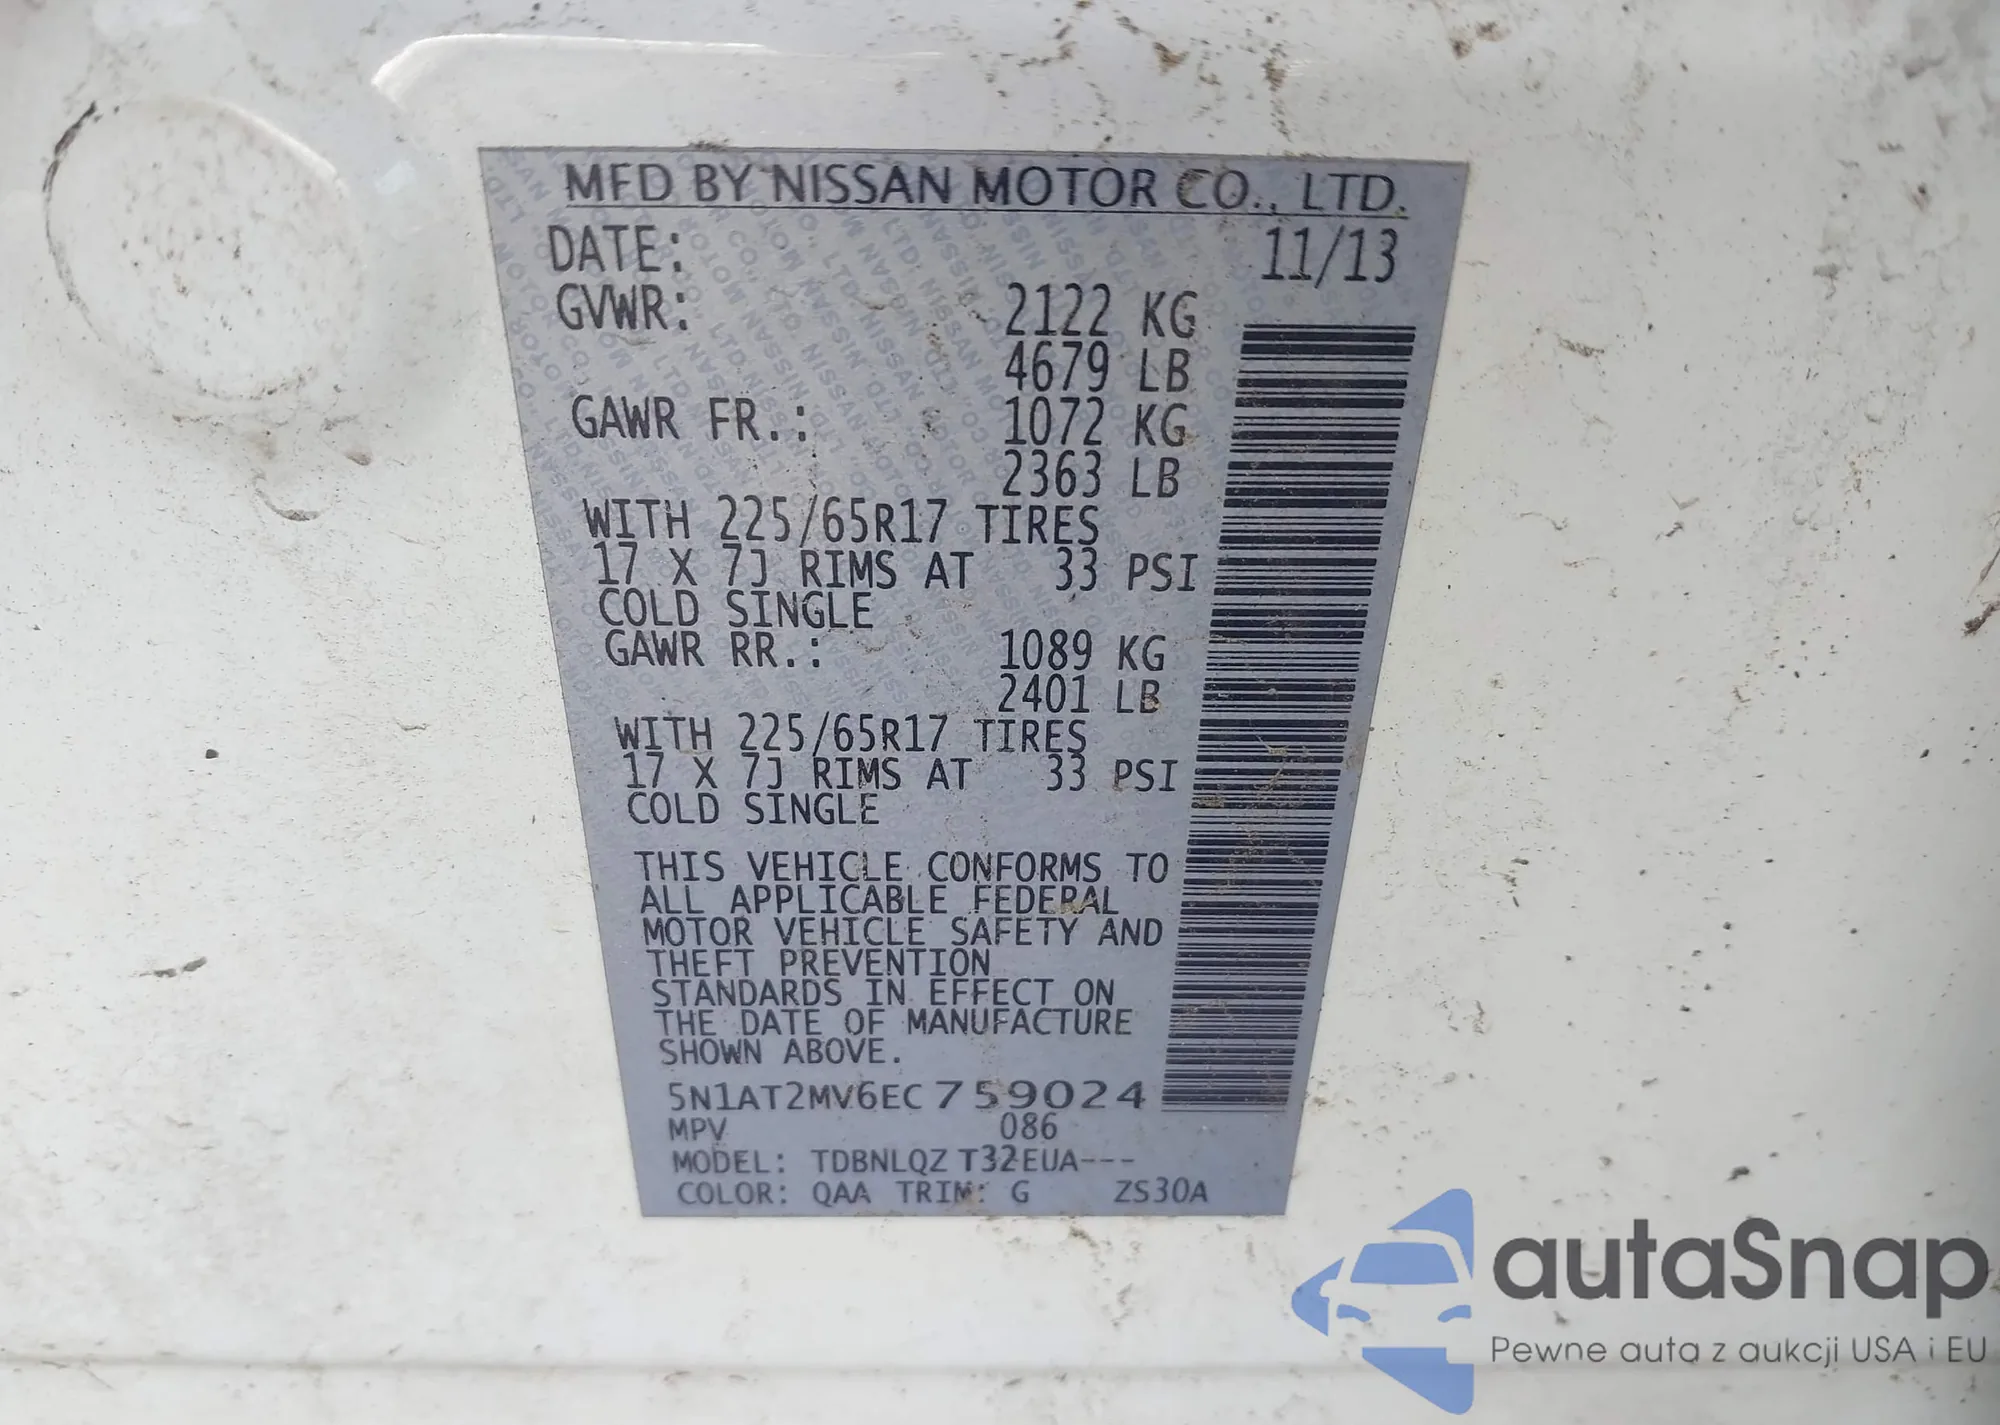 MFD BY NISSAN MOTOR CO., LTD.
DATE: 11/13
GVWR: 2122 KG
4679 LB
GAWR FR.: 1072 KG
2363 LB
WITH 225/65R17 TIRES
17 X 7J RIMS AT 33 PSI
COLD SINGLE
GAWR RR.: 1089 KG
2401 LB
WITH 225/65R17 TIRES
17 X 7J RIMS AT 33 PSI
COLD SINGLE
THIS VEHICLE CONFORMS TO
ALL APPLICABLE FEDERAL
MOTOR VEHICLE SAFETY AND
THEFT PREVENTION
STANDARDS IN EFFECT ON
THE DATE OF MANUFACTURE
SHOWN ABOVE.
5N1AT2MV6EC759024
MPV 086
MODEL: TDBNLQZ T32EUA---
COLOR: QAA TRIM: G ZS30A
autaSnap
Pewne auta z aukcji USA i EU